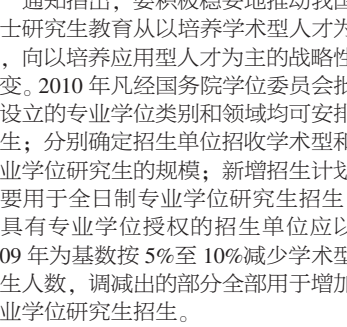 通知指出，要积极稳妥地推动我国
士研究生教育从以培养学术型人才为
，向以培养应用型人才为主的战略性
变。2010 年凡经国务院学位委员会批
设立的专业学位类别和领域均可安排
生；分别确定招生单位招收学术型和
业学位研究生的规模；新增招生计划
要用于全日制专业学位研究生招生
具有专业学位授权的招生单位应以
09 年为基数按 5%至 10%减少学术型
生人数，调减出的部分全部用于增加
业学位研究生招生。